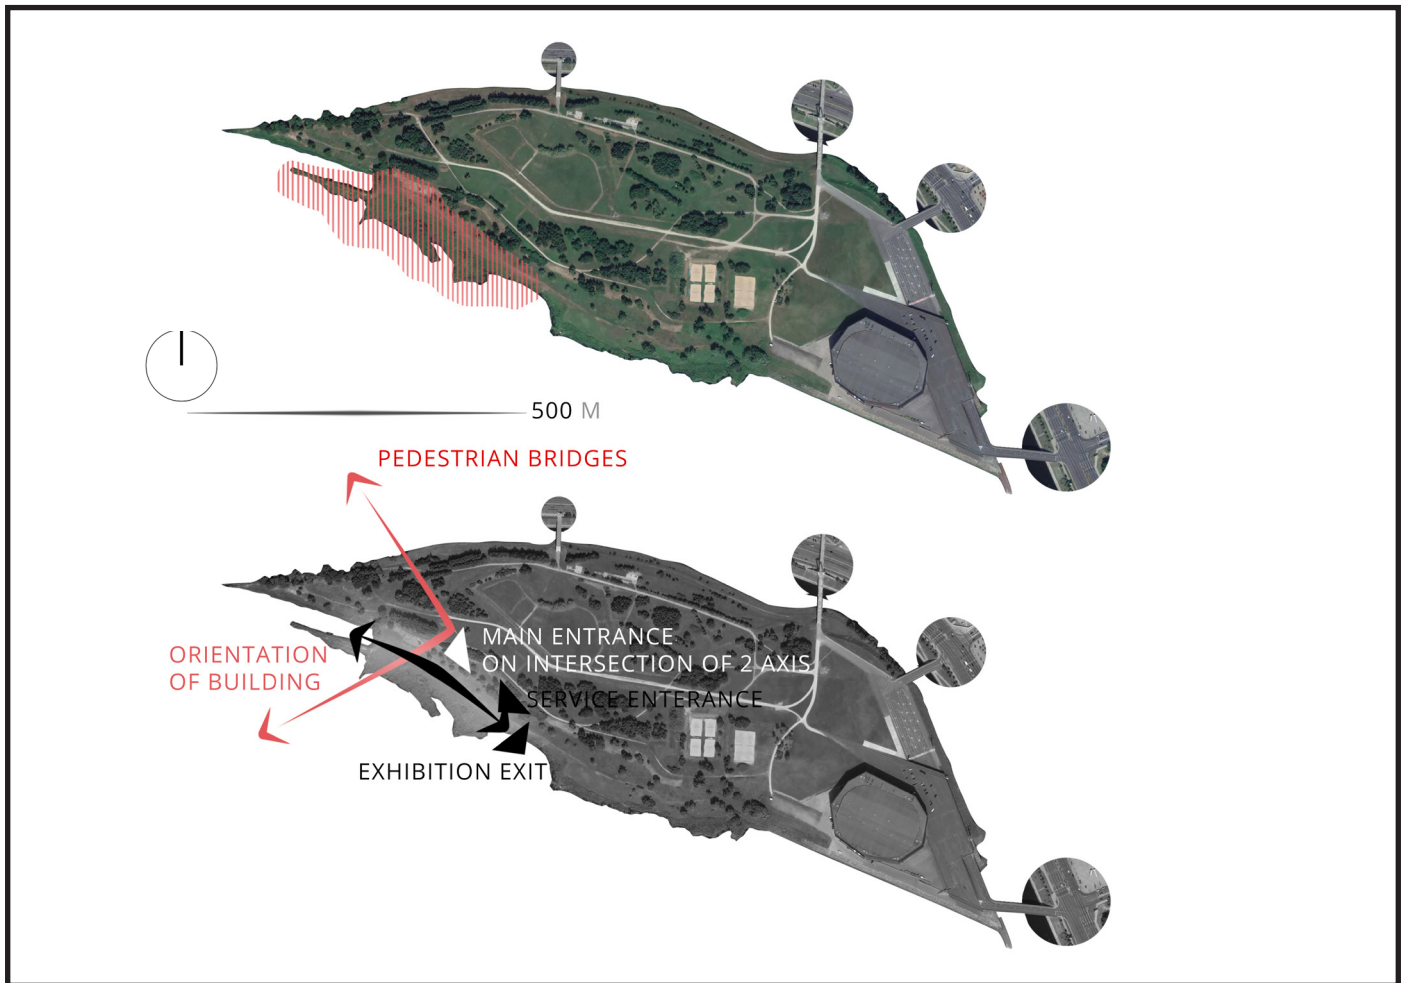 500 M
PEDESTRIAN BRIDGES
MAIN ENTRANCE
ON INTERSECTION OF 2 AXIS
ORIENTATION
OF BUILDING
SERVICE ENTERANCE
EXHIBITION EXIT